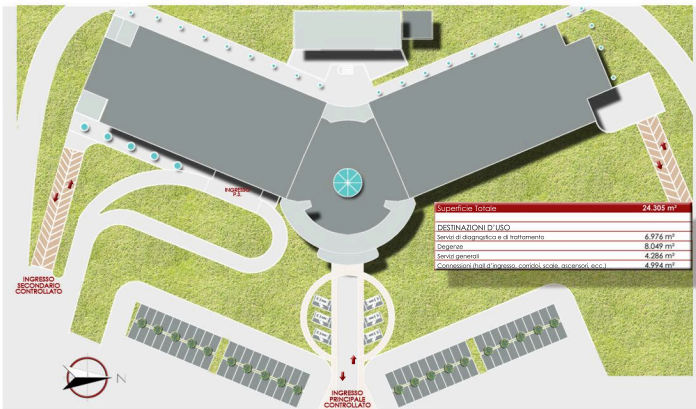 INGRESSO
P.S.
Superficie Totale 24.305 m²
DESTINAZIONI D'USO
Servizi di diagnostica e di trattamento 6.976 m²
Degenze 8.049 m²
Servizi generali 4.286 m²
Connessioni (hall d'ingresso, corridoi, scale, ascensori, ecc.) 4.994 m²
INGRESSO
SECONDARIO
CONTROLLATO
N
INGRESSO
PRINCIPALE
CONTROLLATO